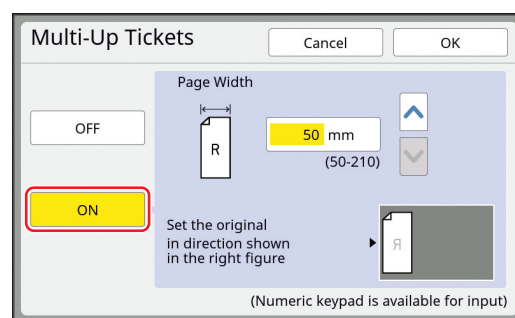 Multi-Up Tickets
Cancel
OK
OFF
ON
Page Width
R
50 mm
(50-210)
Set the original
in direction shown
in the right figure
R
(Numeric keypad is available for input)